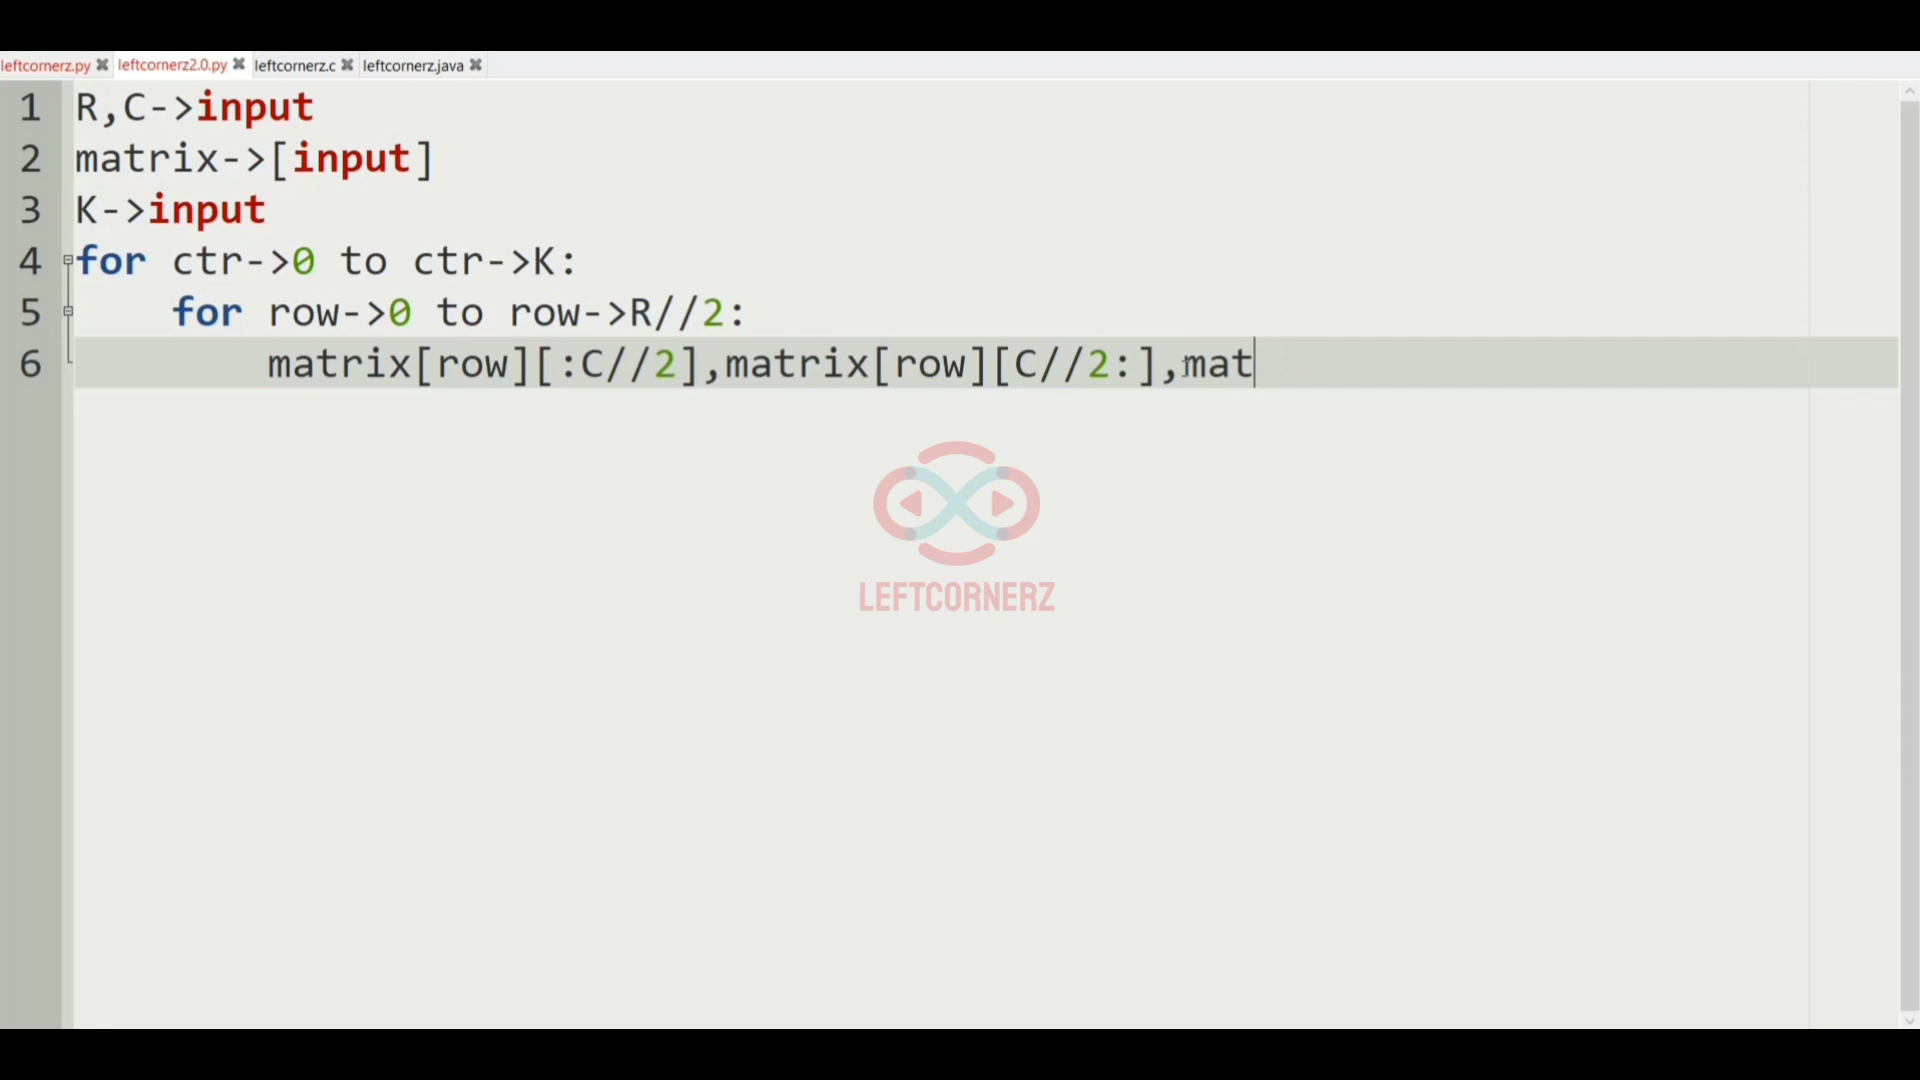 leftcornerz.py leftcornerz2.0.py leftcornerz.c leftcornerz.java
1 R,C->input
2 matrix->[input]
3 K->input
4 for ctr->0 to ctr->K:
5 for row->0 to row->R//2:
6 matrix[row][:C//2],matrix[row][C//2:],mat
LEFTCORNERZ